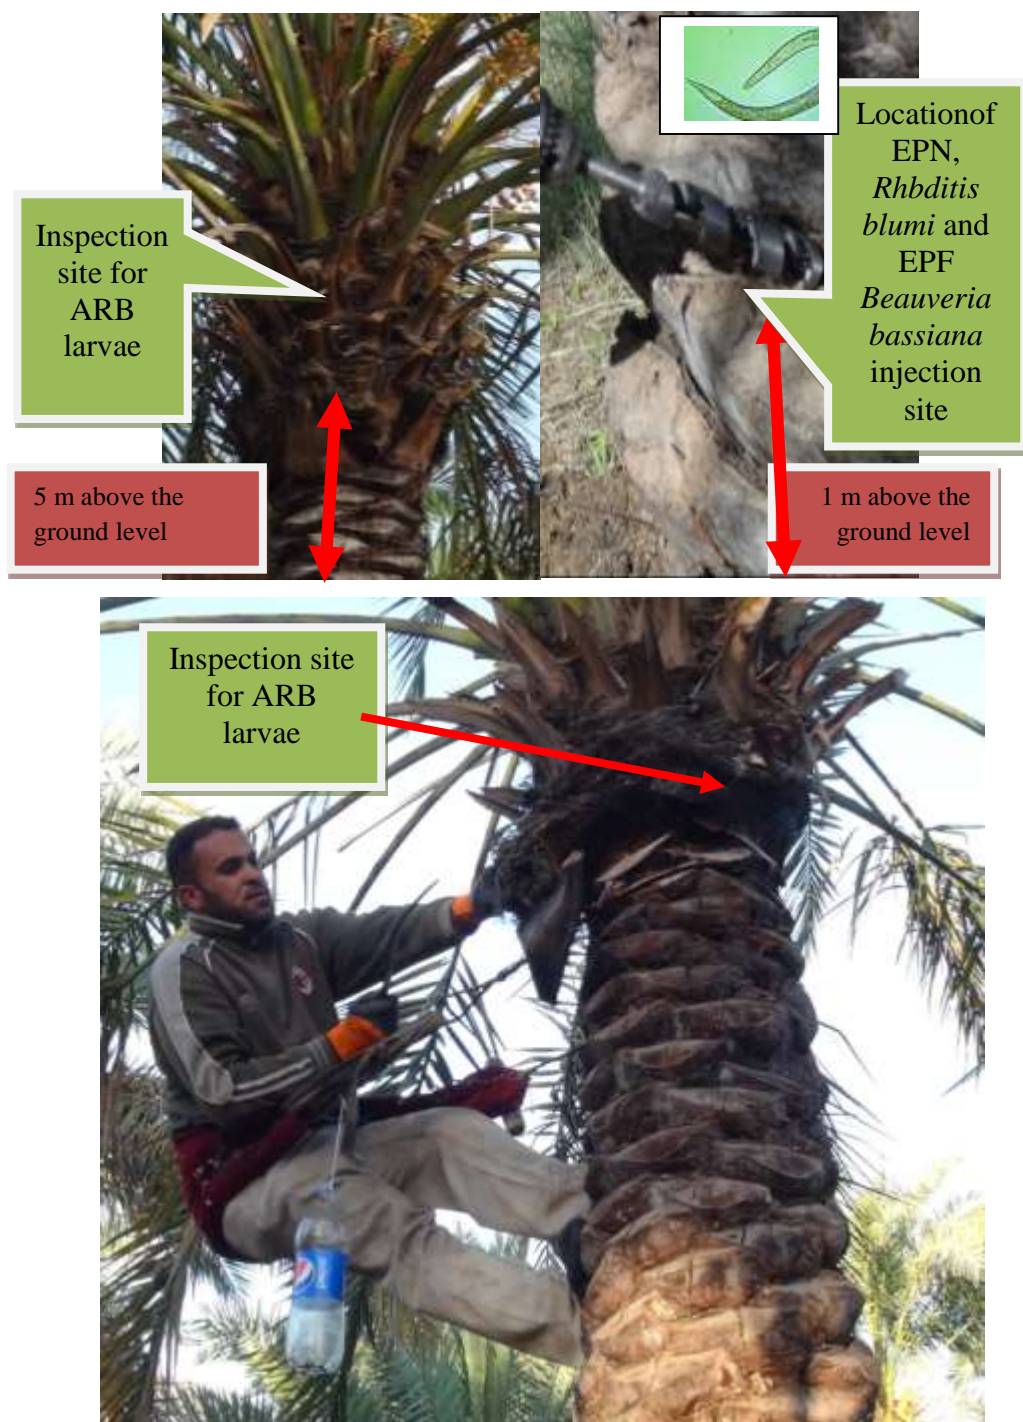 Inspection
site for
ARB
larvae
5 m above the
ground level
Locationof
EPN,
Rhbditis
blumi and
EPF
Beauveria
bassiana
injection
site
1 m above the
ground level
Inspection site
for ARB
larvae